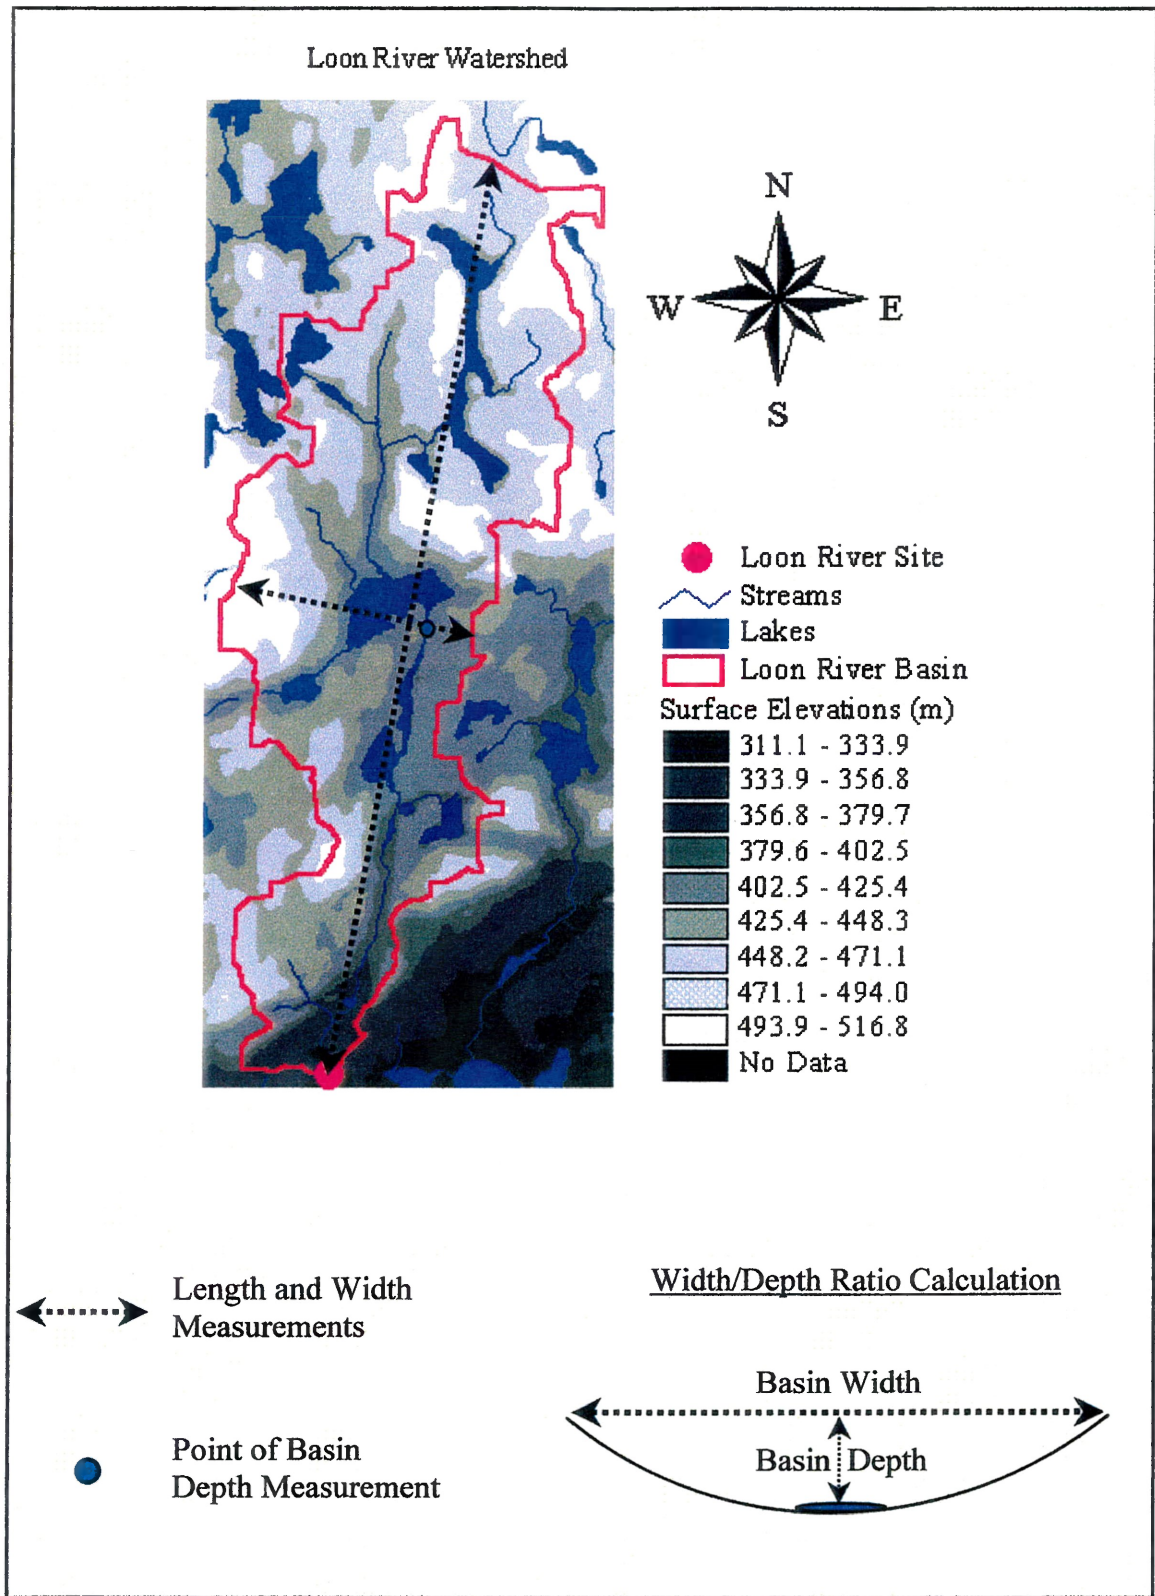 Loon River Watershed
N
W
E
S
Loon River Site
Streams
Lakes
Loon River Basin
Surface Elevations (m)
311.1 - 333.9
333.9 - 356.8
356.8 - 379.7
379.6 - 402.5
402.5 - 425.4
425.4 - 448.3
448.2 - 471.1
471.1 - 494.0
493.9 - 516.8
No Data
Length and Width
Measurements
Width/Depth Ratio Calculation
Basin Width
Basin Depth
Point of Basin
Depth Measurement